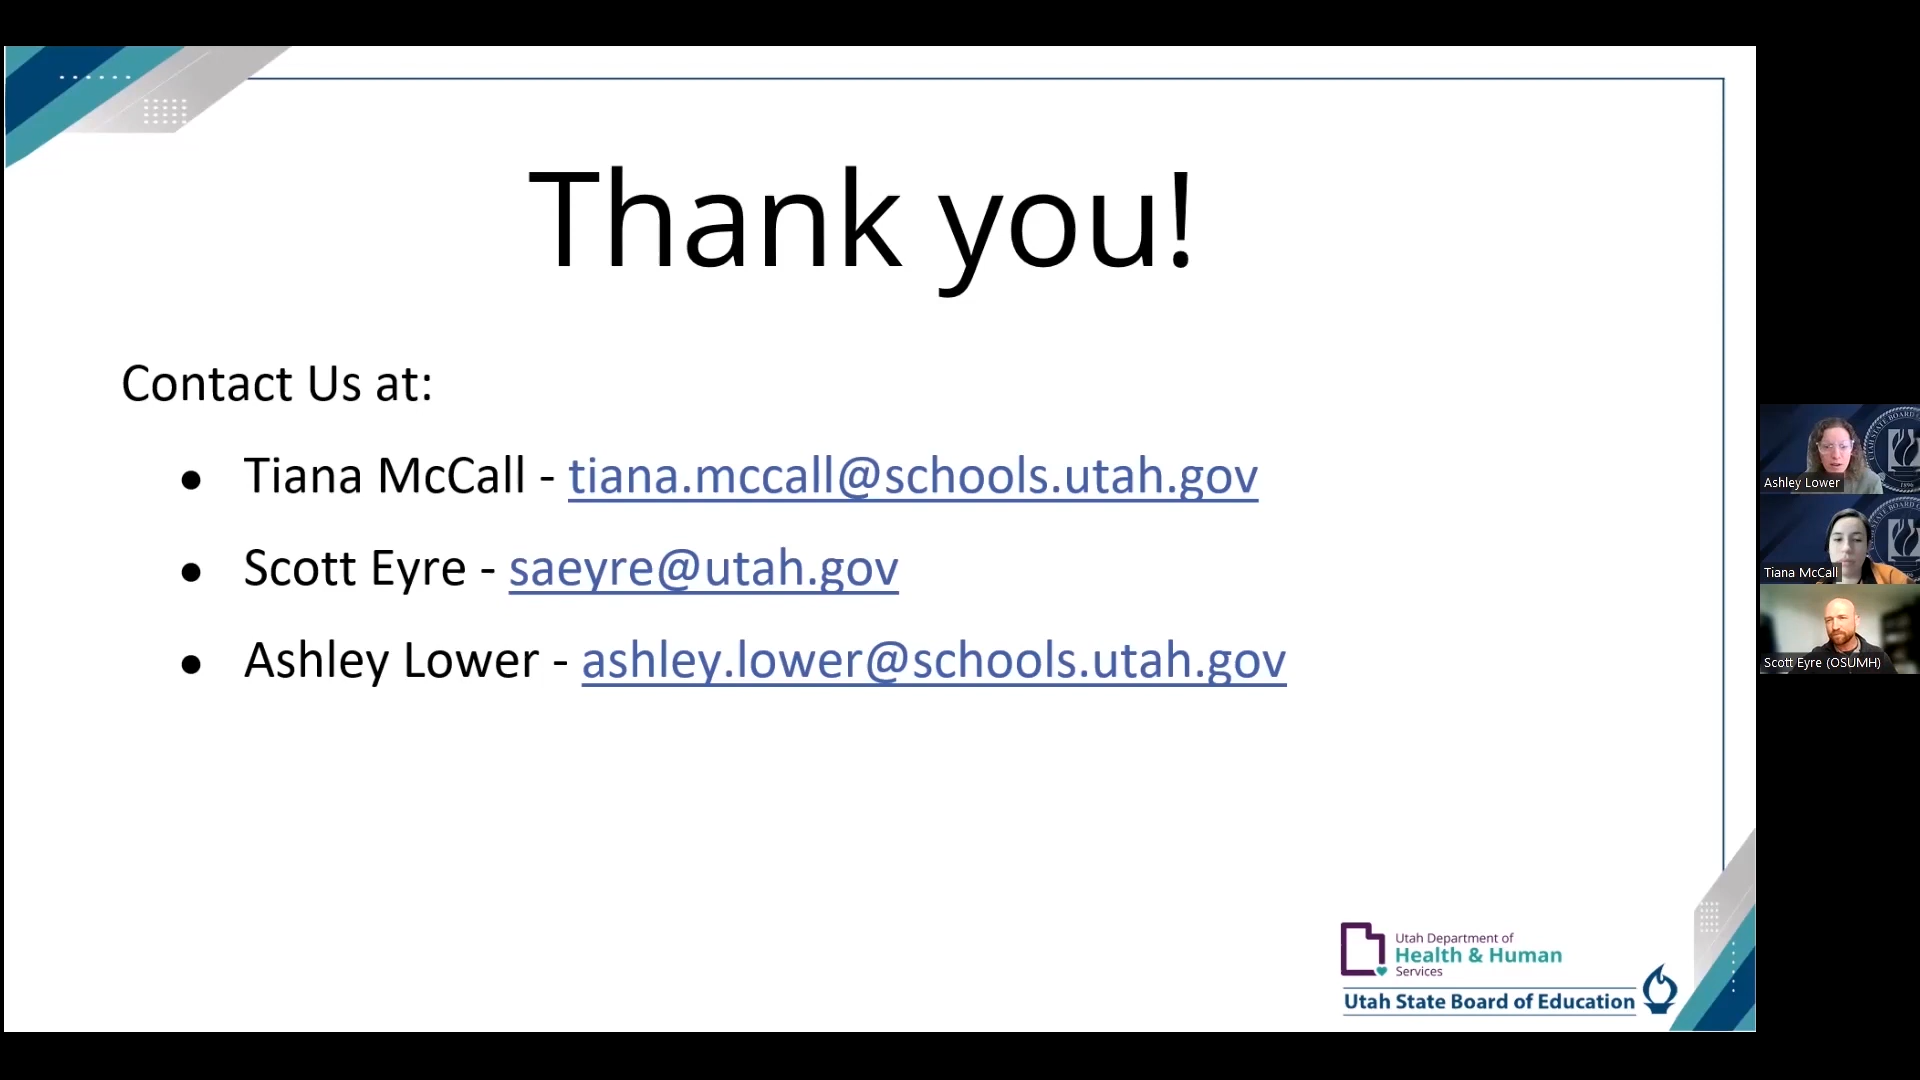 Thank you!
Contact Us at:
● Tiana McCall - tiana.mccall@schools.utah.gov
● Scott Eyre - saeyre@utah.gov
● Ashley Lower - ashley.lower@schools.utah.gov
Utah Department of
Health & Human
Services
Utah State Board of Education
Ashley Lower
Tiana McCall
Scott Eyre (OSUMH)